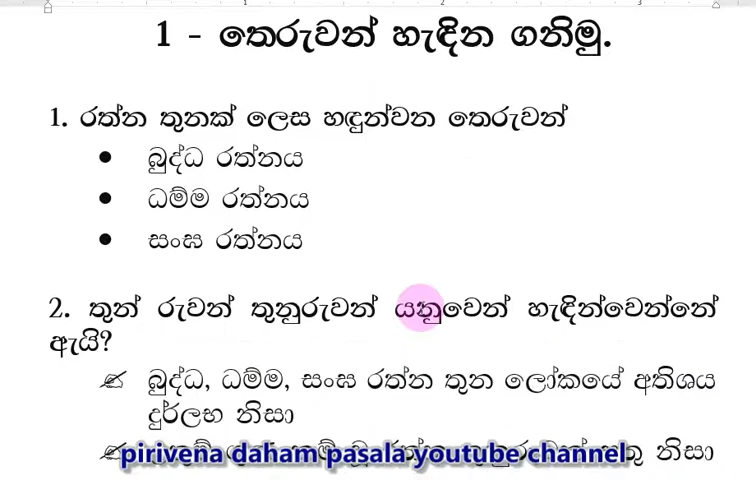 1 - තෙරුවන් හැඳින ගනිමු.
1. රත්න තුනක් ලෙස හඳුන්වන තෙරුවන්
• බුද්ධ රත්නය
• ධම්ම රත්නය
• සංඝ රත්නය
2. තුන් රුවන් තුනුරුවන් යනුවෙන් හැඳින්වෙන්නේ
ඇයි?
බුද්ධ, ධම්ම, සංඝ රත්න තුන ලෝකයේ අතිශය
දුර්ලභ නිසා
නිසා
pirivena daham pasala youtube channel